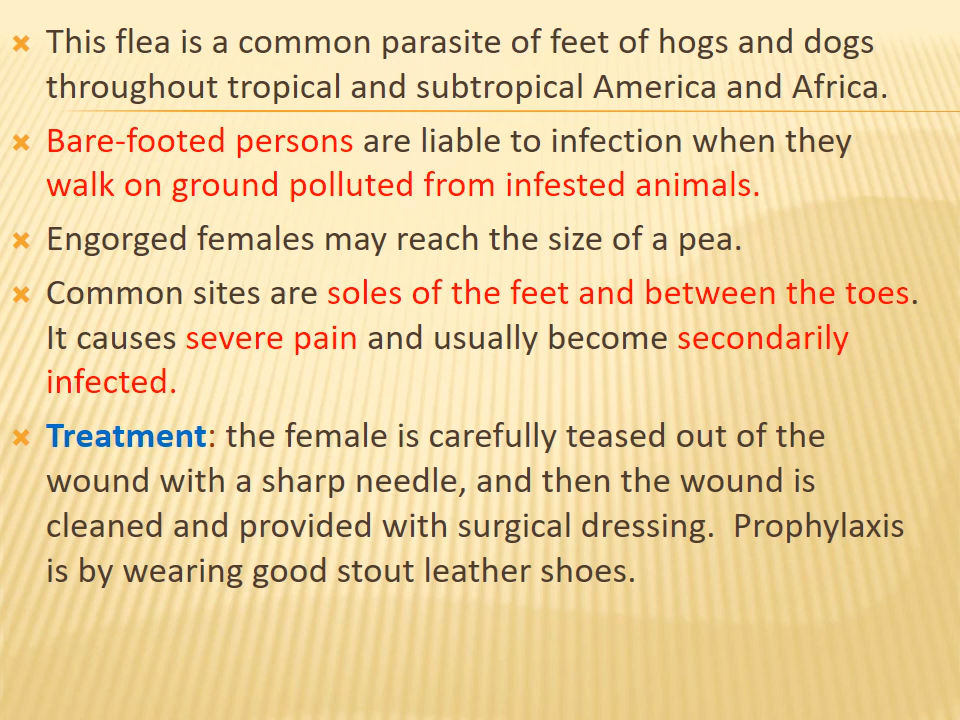 This flea is a common parasite of feet of hogs and dogs
throughout tropical and subtropical America and Africa.
Bare-footed persons are liable to infection when they
walk on ground polluted from infested animals.
Engorged females may reach the size of a pea.
Common sites are soles of the feet and between the toes.
It causes severe pain and usually become secondarily
infected.
Treatment: the female is carefully teased out of the
wound with a sharp needle, and then the wound is
cleaned and provided with surgical dressing.  Prophylaxis
is by wearing good stout leather shoes.